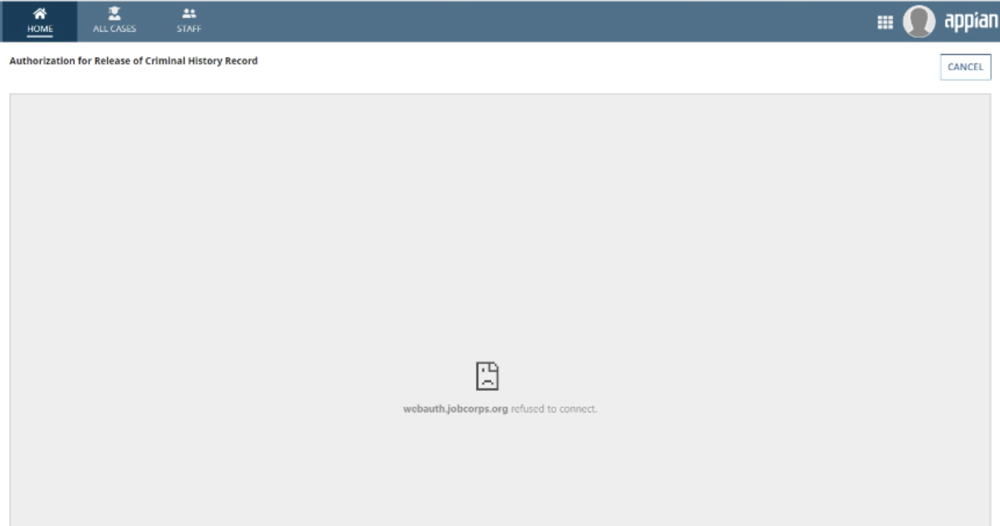 HOME
ALL CASES
STAFF
appian
Authorization for Release of Criminal History Record
CANCEL
webauth.jobcorps.org refused to connect.